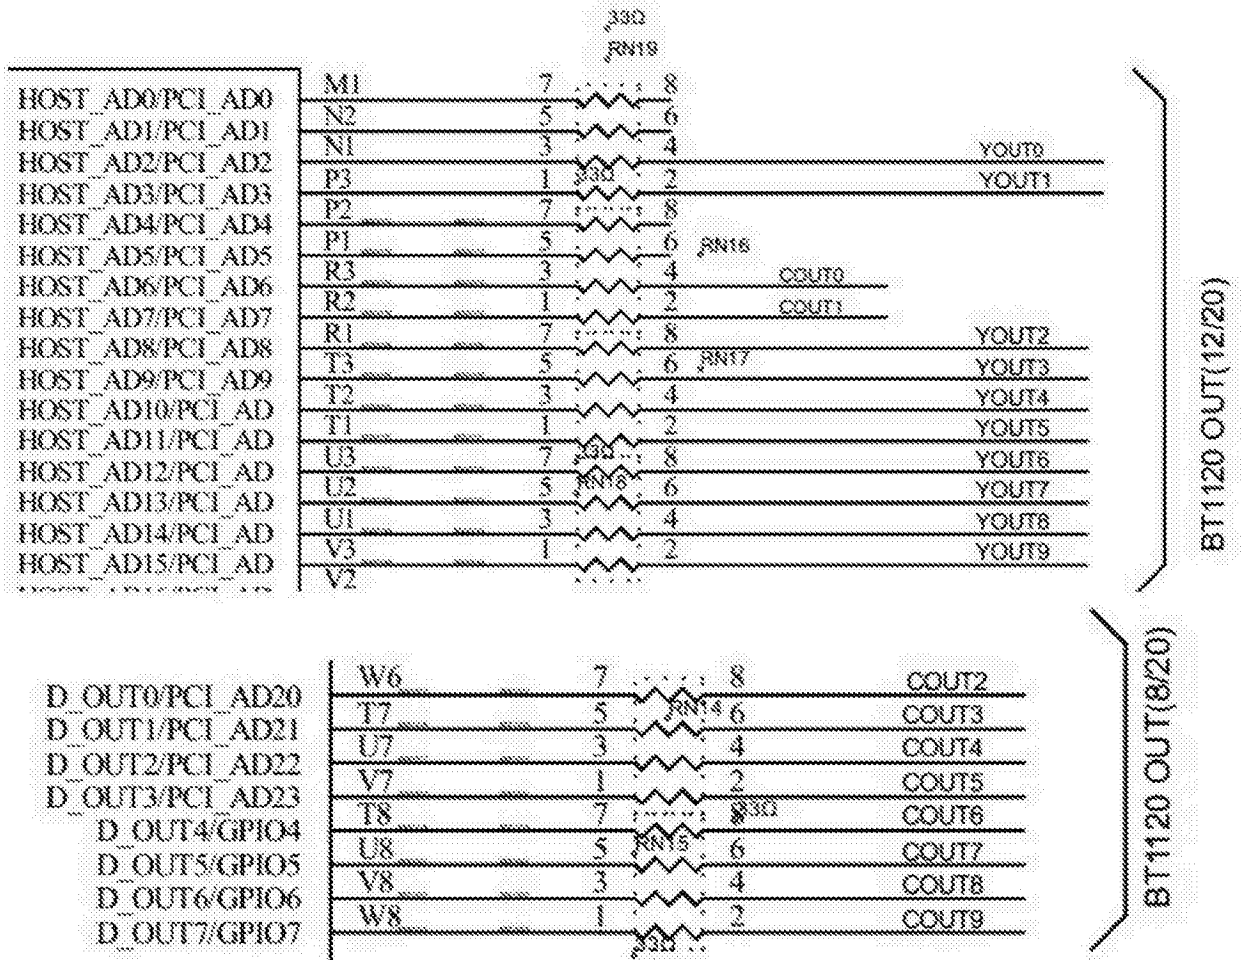 33Ω
RN19
HOST_AD0/PCI_AD0 M1 7 8
HOST_AD1/PCI_AD1 N2 5 6
HOST_AD2/PCI_AD2 N1 3 4 YOUT0
HOST_AD3/PCI_AD3 P3 1 33Ω 2 YOUT1
HOST_AD4/PCI_AD4 P2 7 8
HOST_AD5/PCI_AD5 P1 5 6 RN16
HOST_AD6/PCI_AD6 R3 3 4 COUT0
HOST_AD7/PCI_AD7 R2 1 2 COUT1
HOST_AD8/PCI_AD8 R1 7 8 YOUT2
HOST_AD9/PCI_AD9 T3 5 6 RN17 YOUT3
HOST_AD10/PCI_AD T2 3 4 YOUT4
HOST_AD11/PCI_AD T1 1 2 YOUT5
HOST_AD12/PCI_AD U3 7 33Ω 8 YOUT6
HOST_AD13/PCI_AD U2 5 RN18 6 YOUT7
HOST_AD14/PCI_AD U1 3 4 YOUT8
HOST_AD15/PCI_AD V3 1 2 YOUT9
V2
BT1120 OUT(12/20)
D_OUT0/PCI_AD20 W6 7 8 COUT2
D_OUT1/PCI_AD21 T7 5 RN14 6 COUT3
D_OUT2/PCI_AD22 U7 3 4 COUT4
D_OUT3/PCI_AD23 V7 1 2 COUT5
D_OUT4/GPIO4 T8 7 8 33Ω COUT6
D_OUT5/GPIO5 U8 5 RN15 6 COUT7
D_OUT6/GPIO6 V8 3 4 COUT8
D_OUT7/GPIO7 W8 1 2 COUT9
33Ω
BT1120 OUT(8/20)